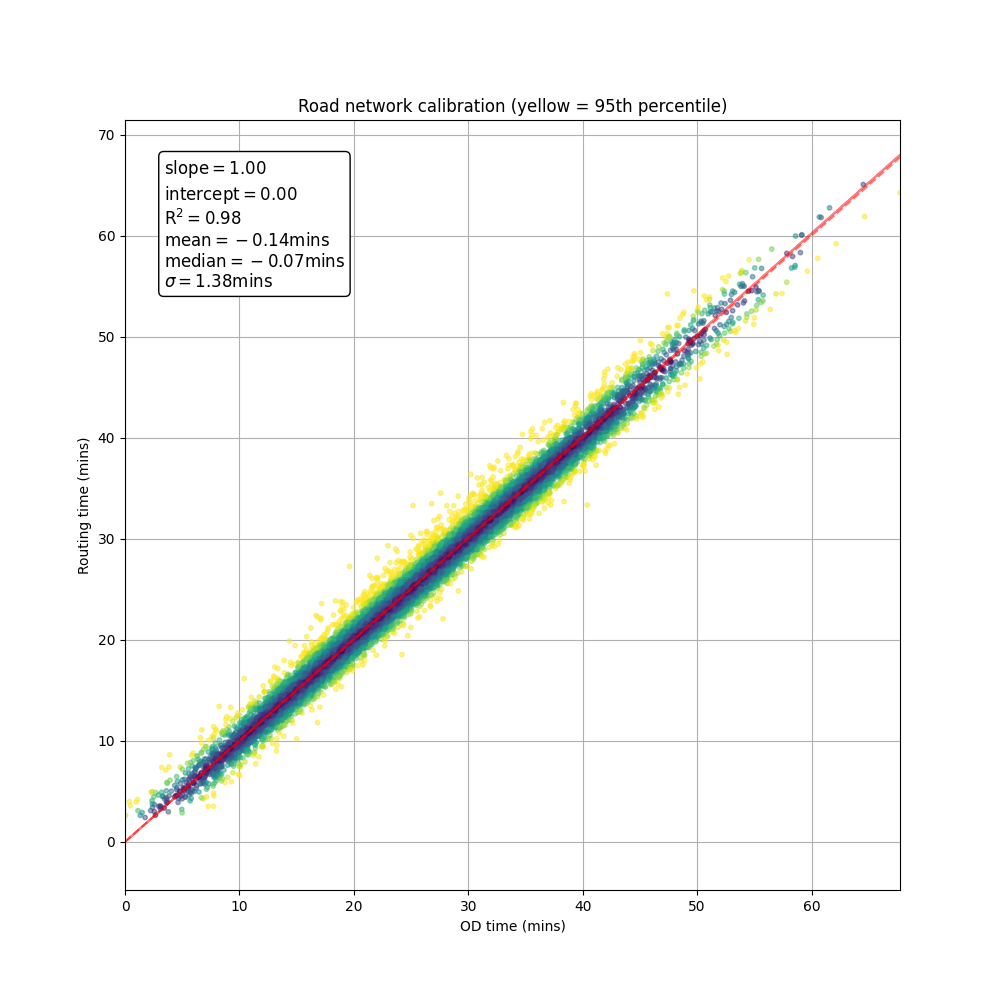 Road network calibration (yellow = 95th percentile)
70
60
50
40
30
20
10
0
slope = 1.00
intercept = 0.00
R² = 0.98
mean = − 0.14mins
median = − 0.07mins
σ = 1.38mins
Routing time (mins)
0 10 20 30 40 50 60
OD time (mins)